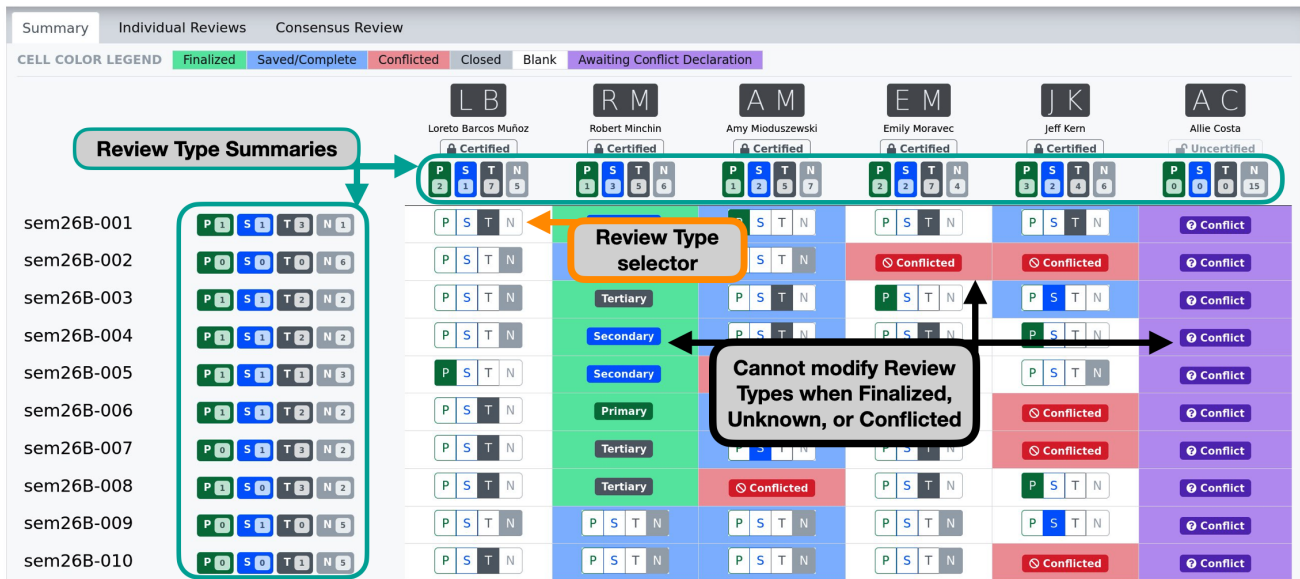 Summary Individual Reviews Consensus Review
CELL COLOR LEGEND Finalized Saved/Complete Conflicted Closed Blank Awaiting Conflict Declaration
L B R M A M E M J K A C
Loreto Barcos Muñoz Robert Minchin Amy Mioduszewski Emily Moravec Jeff Kern Allie Costa
Certified Certified Certified Certified Certified Uncertified
Review Type Summaries
P S T N P S T N P S T N P S T N P S T N P S T N
2 1 7 5 1 3 5 6 1 2 5 7 2 2 7 4 3 2 4 6 0 0 0 15
sem26B-001 P 1 S 1 T 3 N 1 P S T N P S T N P S T N P S T N ? Conflict
Review Type
selector
sem26B-002 P 0 S 0 T 0 N 6 P S T N S T N Conflicted Conflicted ? Conflict
sem26B-003 P 1 S 1 T 2 N 2 P S T N Tertiary P S T N P S T N P S T N ? Conflict
sem26B-004 P 1 S 1 T 2 N 2 P S T N Secondary P S T N P S T N P S T N ? Conflict
Cannot modify Review
Types when Finalized,
Unknown, or Conflicted
sem26B-005 P 1 S 1 T 1 N 3 P S T N Secondary P S T N ? Conflict
sem26B-006 P 1 S 1 T 2 N 2 P S T N Primary Conflicted ? Conflict
sem26B-007 P 0 S 1 T 3 N 2 P S T N Tertiary P S T N P S T N Conflicted ? Conflict
sem26B-008 P 1 S 0 T 3 N 2 P S T N Tertiary Conflicted P S T N P S T N ? Conflict
sem26B-009 P 0 S 1 T 0 N 5 P S T N P S T N P S T N P S T N P S T N ? Conflict
sem26B-010 P 0 S 0 T 1 N 5 P S T N P S T N P S T N P S T N Conflicted ? Conflict